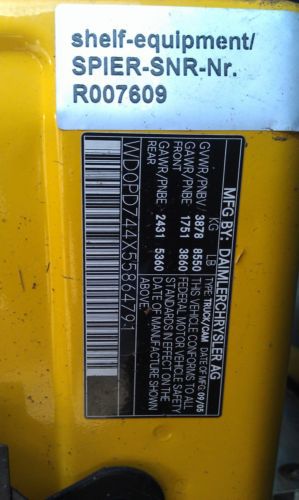 shelf-equipment/
SPIER-SNR-Nr.
R007609
MFG BY: DAIMLERCHRYSLER AG
KG LB TYPE TRUCK/CAM DATE OF MFG 09/05
GVWR/PNBV 3878 8550 THIS VEHICLE CONFORMS TO ALL APPLICABLE
FRONT FEDERAL MOTOR VEHICLE SAFETY
GAWR/PNBE 1751 3860 STANDARDS IN EFFECT ON THE
REAR DATE OF MANUFACTURE SHOWN
GAWR/PNBE 2431 5360 ABOVE
WD0PD744X55864791